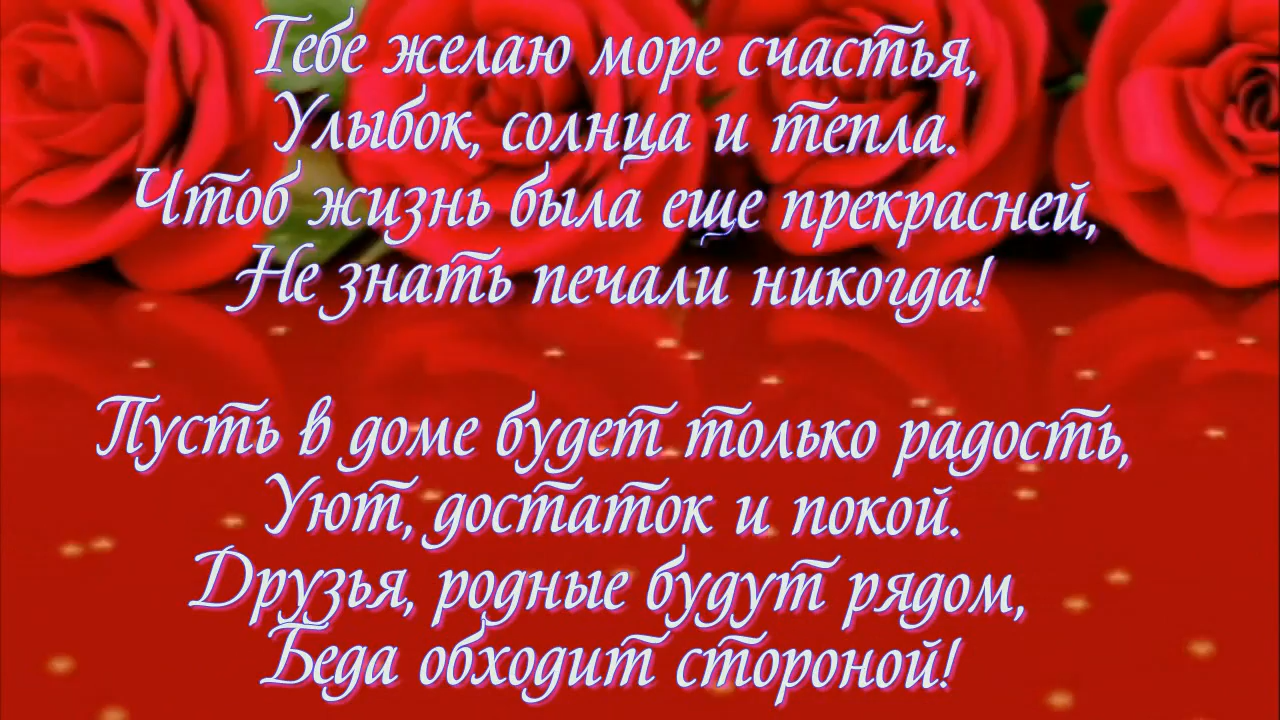 Тебе желаю море счастья,
Улыбок, солнца и тепла.
Чтоб жизнь была еще прекрасней,
Не знать печали никогда!
Пусть в доме будет только радость,
Уют, достаток и покой.
Друзья, родные будут рядом,
Беда обходит стороной!